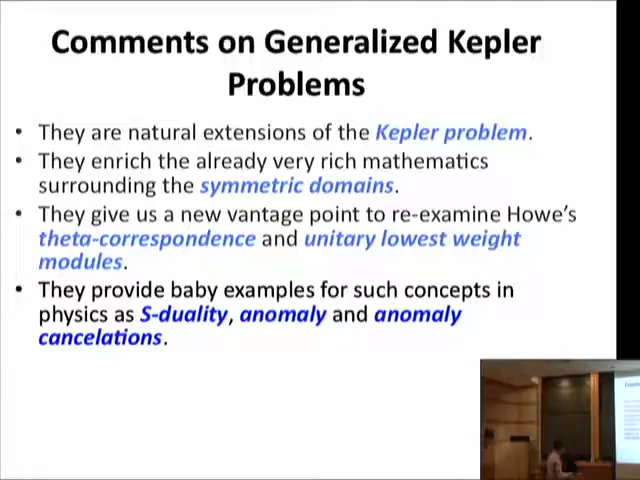 Comments on Generalized Kepler
Problems
• They are natural extensions of the Kepler problem.
• They enrich the already very rich mathematics
surrounding the symmetric domains.
• They give us a new vantage point to re-examine Howe's
theta-correspondence and unitary lowest weight
modules.
• They provide baby examples for such concepts in
physics as S-duality, anomaly and anomaly
cancelations.